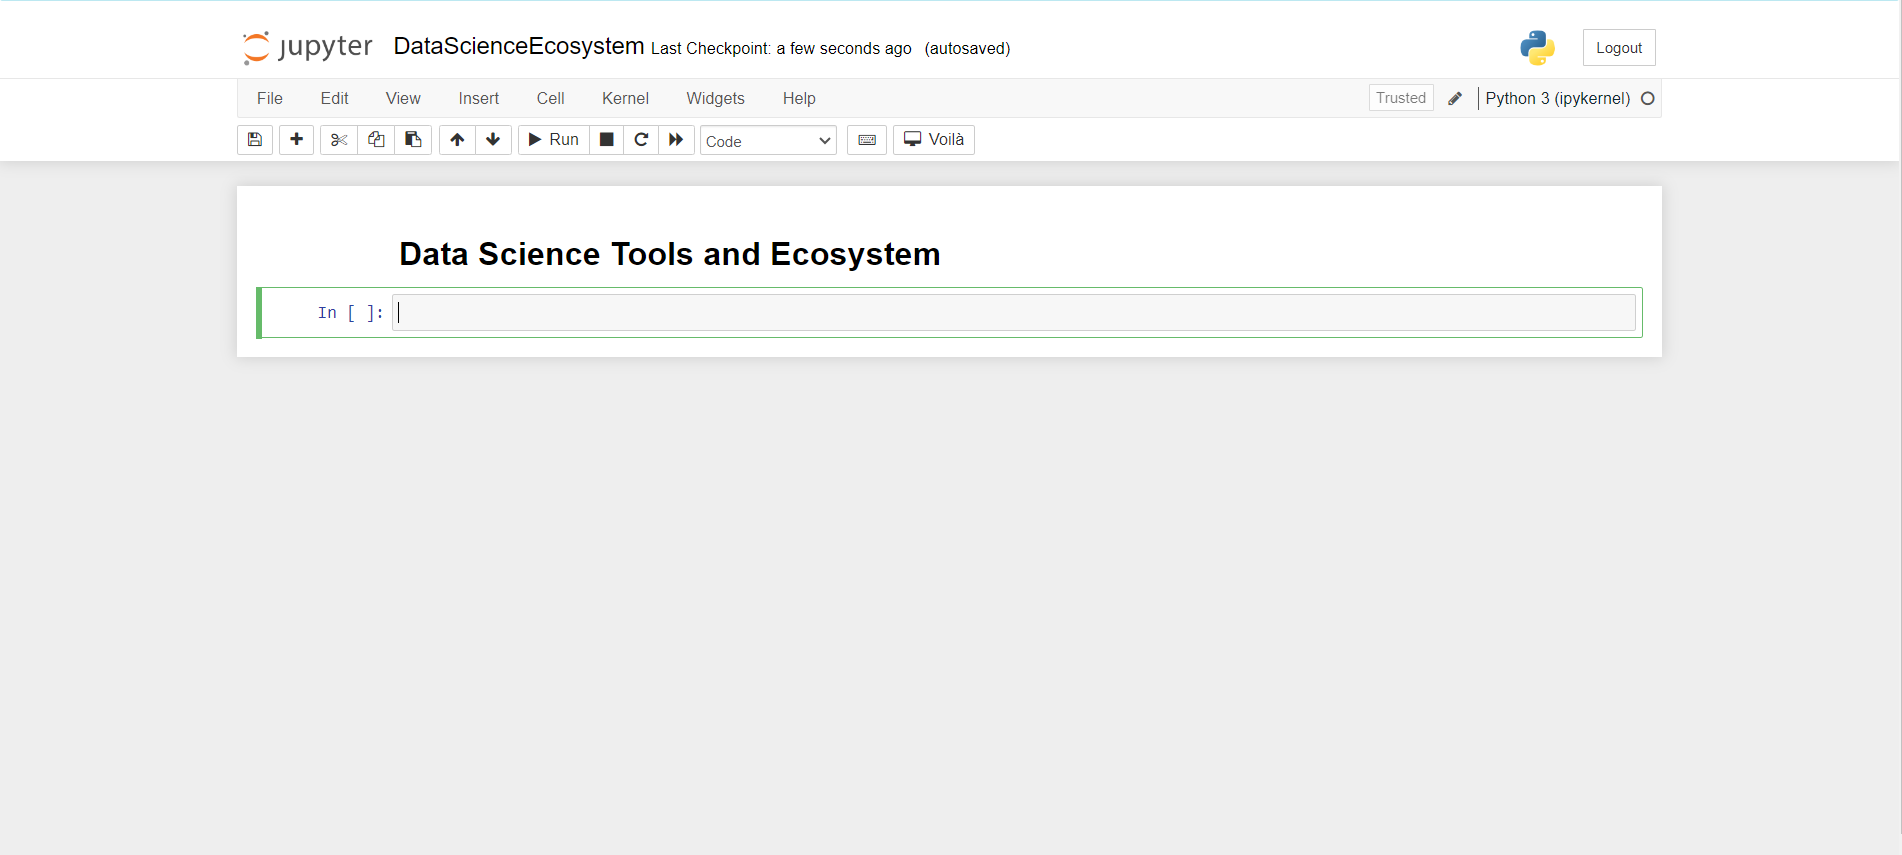 jupyter DataScienceEcosystem Last Checkpoint: a few seconds ago (autosaved) Logout
File Edit View Insert Cell Kernel Widgets Help Trusted Python 3 (ipykernel)
Run Code Voilà
Data Science Tools and Ecosystem
In [ ]: